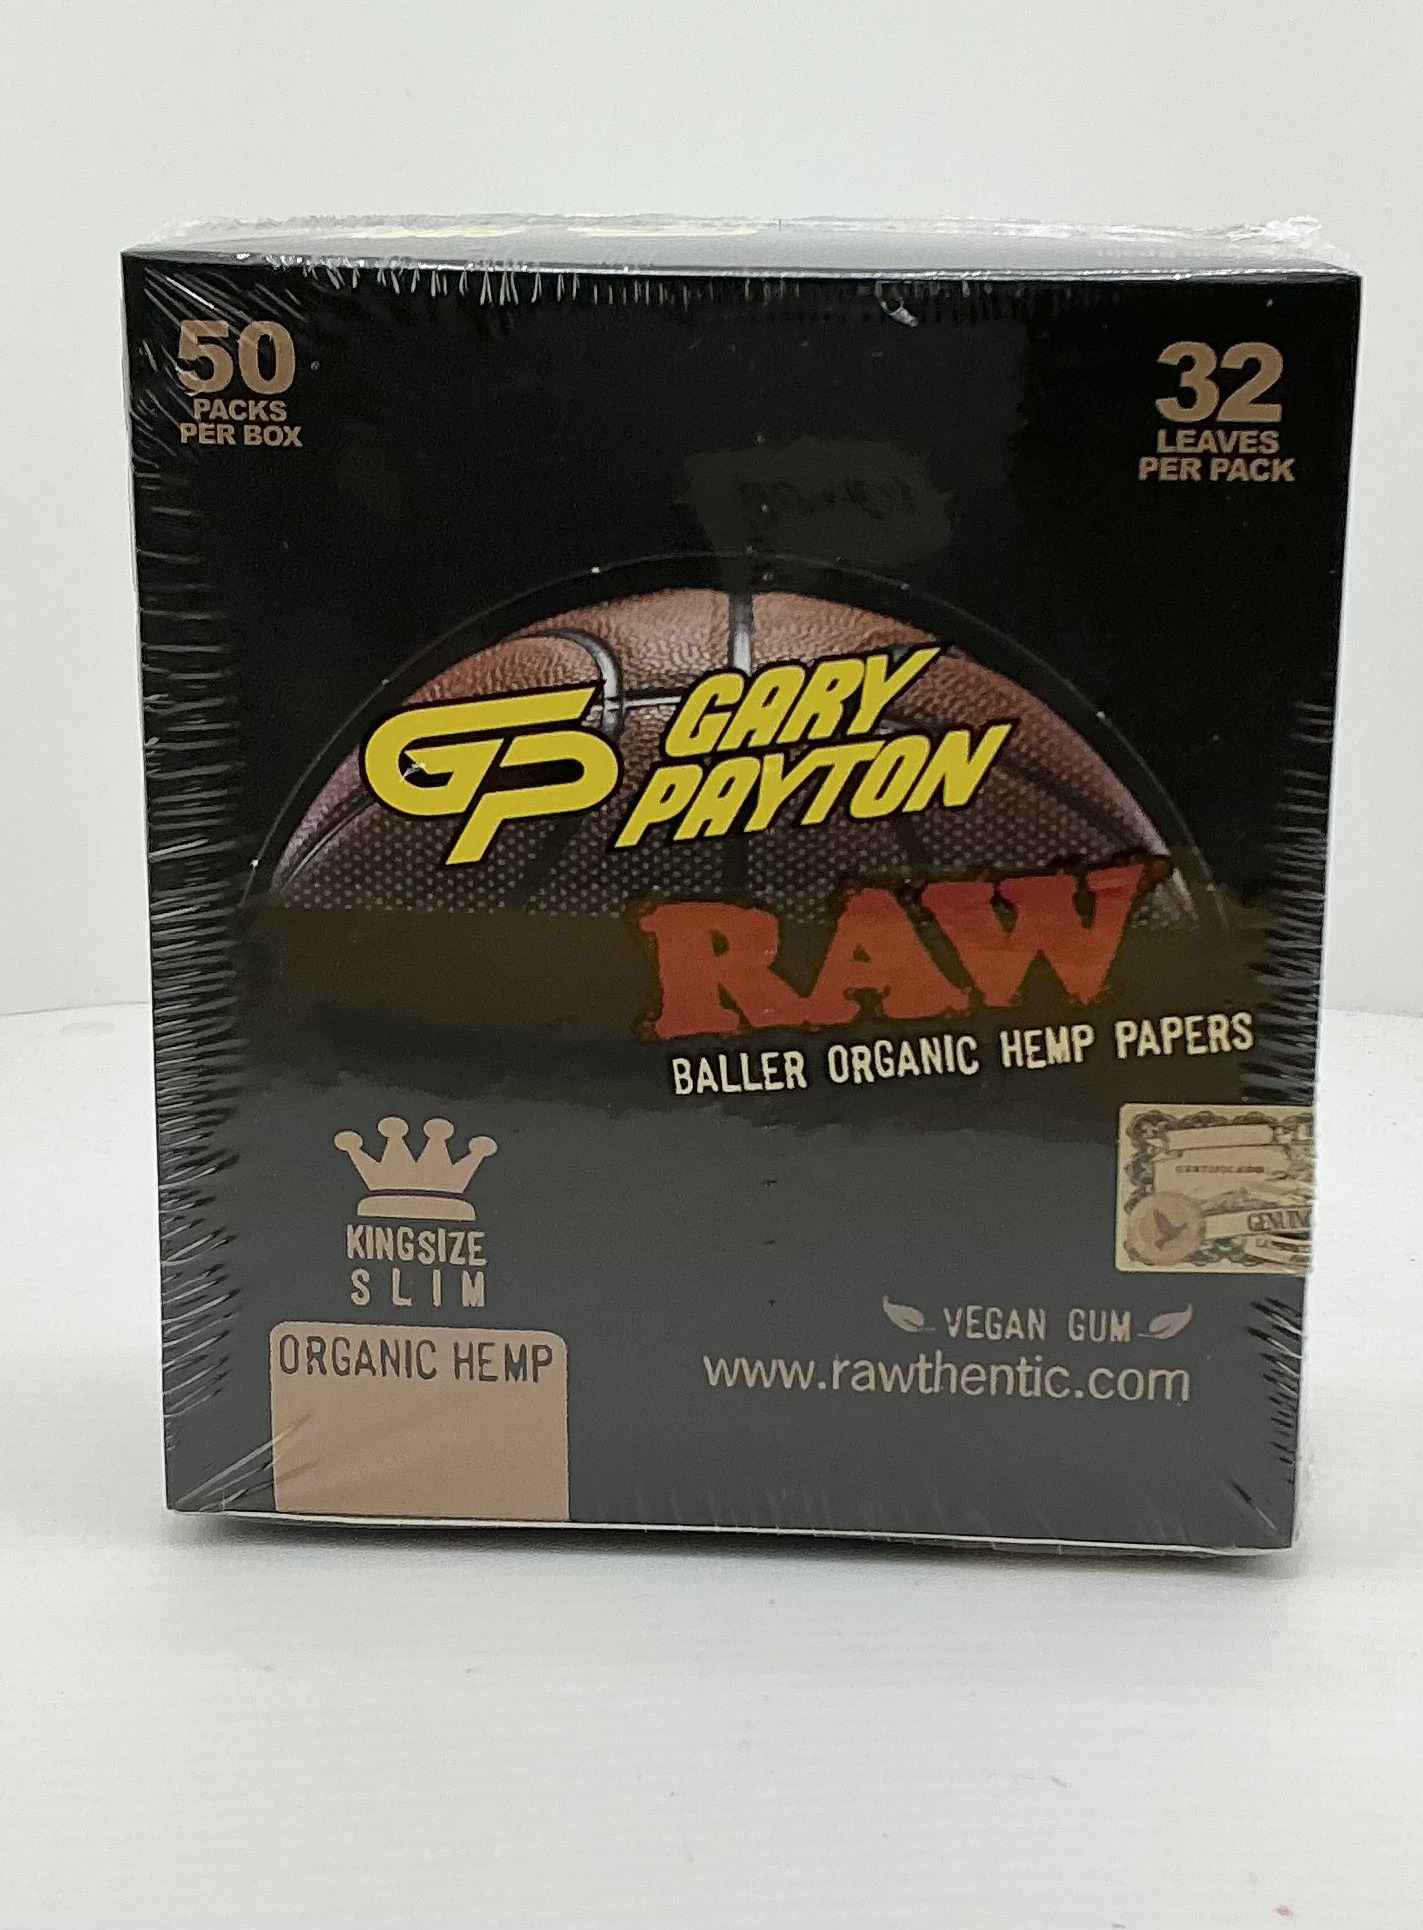 50
PACKS
PER BOX
32
LEAVES
PER PACK
GP
GARY
PAYTON
RAW
BALLER ORGANIC HEMP PAPERS
KINGSIZE
SLIM
ORGANIC HEMP
CERTIFICADO
VEGAN GUM
www.rawthentic.com